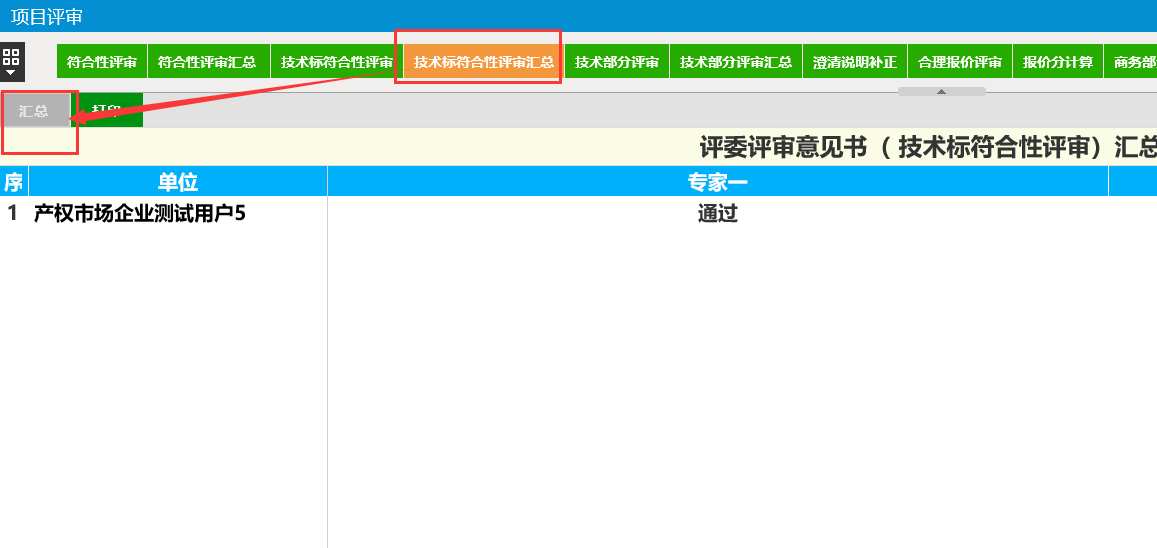 项目评审
符合性评审 符合性评审汇总 技术标符合性评审 技术标符合性评审汇总 技术部分评审 技术部分评审汇总 澄清说明补正 合理报价评审 报价分计算 商务部
汇总 打印
评委评审意见书（ 技术标符合性评审）汇总
序 单位 专家一
1 产权市场企业测试用户5 通过